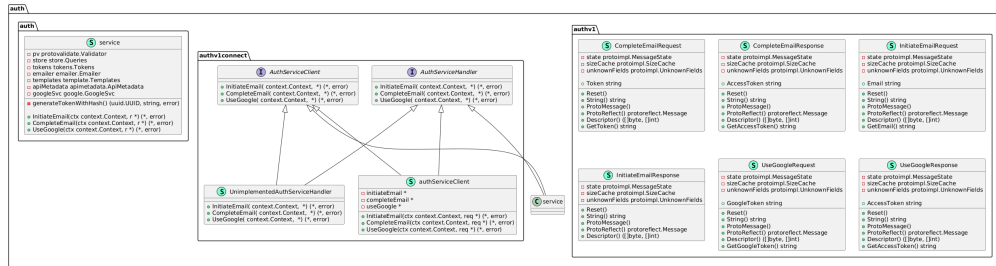 auth
auth
service
pv protovalidate.Validator
store store.Queries
tokens tokens.Tokens
emailer emailer.Emailer
templates template.Templates
apiMetadata apimetadata.ApiMetadata
googleSvc google.GoogleSvc
generateTokenWithHash() (uuid.UUID, string, error)
InitiateEmail(ctx context.Context, r *) (*, error)
CompleteEmail(ctx context.Context, r *) (*, error)
UseGoogle(ctx context.Context, r *) (*, error)
authv1connect
AuthServiceClient
InitiateEmail( context.Context, *) (*, error)
CompleteEmail( context.Context, *) (*, error)
UseGoogle( context.Context, *) (*, error)
AuthServiceHandler
InitiateEmail( context.Context, *) (*, error)
CompleteEmail( context.Context, *) (*, error)
UseGoogle( context.Context, *) (*, error)
UnimplementedAuthServiceHandler
InitiateEmail( context.Context, *) (*, error)
CompleteEmail( context.Context, *) (*, error)
UseGoogle( context.Context, *) (*, error)
authServiceClient
initiateEmail *
completeEmail *
useGoogle *
InitiateEmail(ctx context.Context, req *) (*, error)
CompleteEmail(ctx context.Context, req *) (*, error)
UseGoogle(ctx context.Context, req *) (*, error)
service
authv1
CompleteEmailRequest
state protoimpl.MessageState
sizeCache protoimpl.SizeCache
unknownFields protoimpl.UnknownFields
Token string
Reset()
String() string
ProtoMessage()
ProtoReflect() protoreflect.Message
Descriptor() ([]byte, []int)
GetToken() string
CompleteEmailResponse
state protoimpl.MessageState
sizeCache protoimpl.SizeCache
unknownFields protoimpl.UnknownFields
AccessToken string
Reset()
String() string
ProtoMessage()
ProtoReflect() protoreflect.Message
Descriptor() ([]byte, []int)
GetAccessToken() string
InitiateEmailRequest
state protoimpl.MessageState
sizeCache protoimpl.SizeCache
unknownFields protoimpl.UnknownFields
Email string
Reset()
String() string
ProtoMessage()
ProtoReflect() protoreflect.Message
Descriptor() ([]byte, []int)
GetEmail() string
InitiateEmailResponse
state protoimpl.MessageState
sizeCache protoimpl.SizeCache
unknownFields protoimpl.UnknownFields
Reset()
String() string
ProtoMessage()
ProtoReflect() protoreflect.Message
Descriptor() ([]byte, []int)
UseGoogleRequest
state protoimpl.MessageState
sizeCache protoimpl.SizeCache
unknownFields protoimpl.UnknownFields
GoogleToken string
Reset()
String() string
ProtoMessage()
ProtoReflect() protoreflect.Message
Descriptor() ([]byte, []int)
GetGoogleToken() string
UseGoogleResponse
state protoimpl.MessageState
sizeCache protoimpl.SizeCache
unknownFields protoimpl.UnknownFields
AccessToken string
Reset()
String() string
ProtoMessage()
ProtoReflect() protoreflect.Message
Descriptor() ([]byte, []int)
GetAccessToken() string